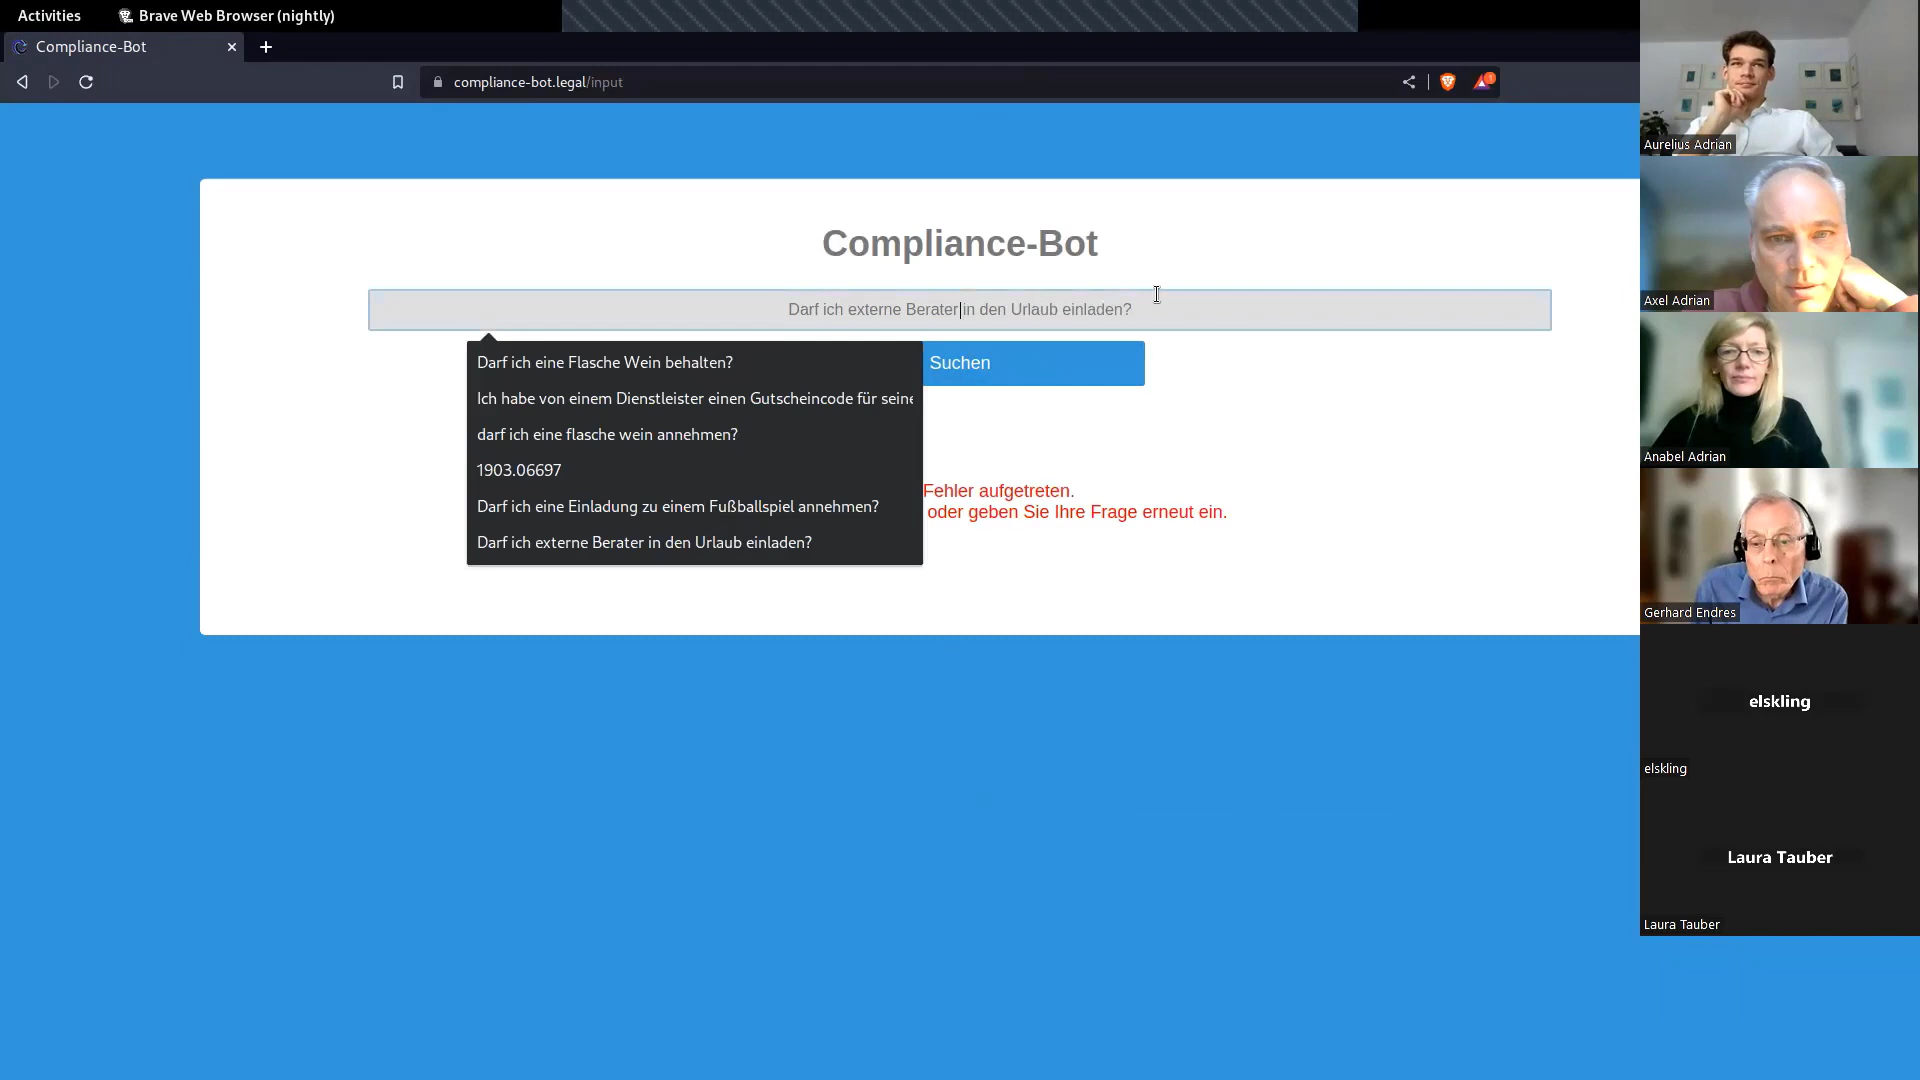 Activities
Brave Web Browser (nightly)
Compliance-Bot
compliance-bot.legal/input
Compliance-Bot
Darf ich externe Berater in den Urlaub einladen?
Suchen
Darf ich eine Flasche Wein behalten?
Ich habe von einem Dienstleister einen Gutscheincode für seine
darf ich eine flasche wein annehmen?
1903.06697
Darf ich eine Einladung zu einem Fußballspiel annehmen?
Darf ich externe Berater in den Urlaub einladen?
Fehler aufgetreten.
oder geben Sie Ihre Frage erneut ein.
Aurelius Adrian
Axel Adrian
Anabel Adrian
Gerhard Endres
elskling
elskling
Laura Tauber
Laura Tauber